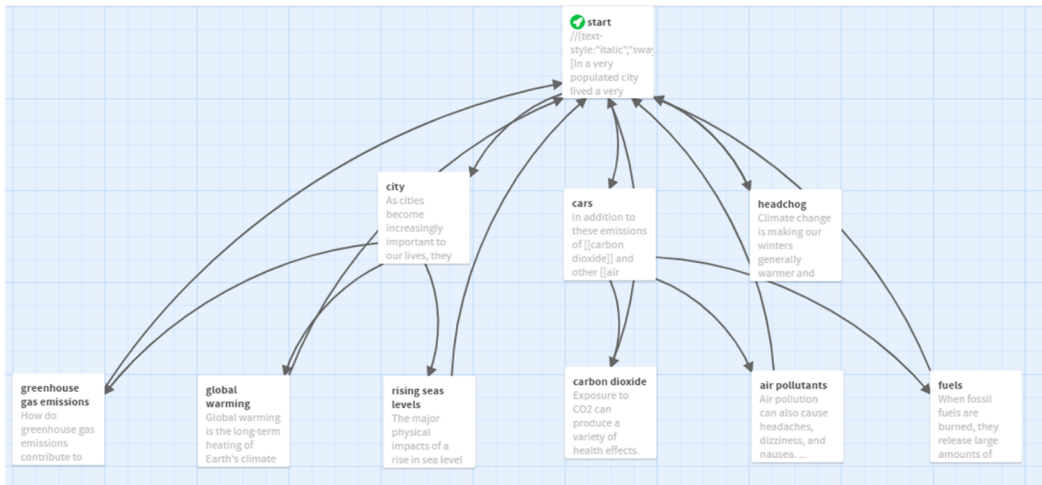 start
//(text-
style:"italic","sway
[In a very
populated city
lived a very
city
As cities
become
increasingly
important to
our lives, they
cars
In addition to
these emissions
of [[carbon
dioxide]] and
other [[air
headchog
Climate change
is making our
winters
generally
warmer and
greenhouse
gas emissions
How do
greenhouse gas
emissions
contribute to
global
warming
Global warming
is the long-term
heating of
Earth's climate
rising seas
levels
The major
physical
impacts of a
rise in sea level
carbon dioxide
Exposure to
CO2 can
produce a
variety of
health effects.
air pollutants
Air pollution
can also cause
headaches,
dizziness, and
nausea. ...
fuels
When fossil
fuels are
burned, they
release large
amounts of